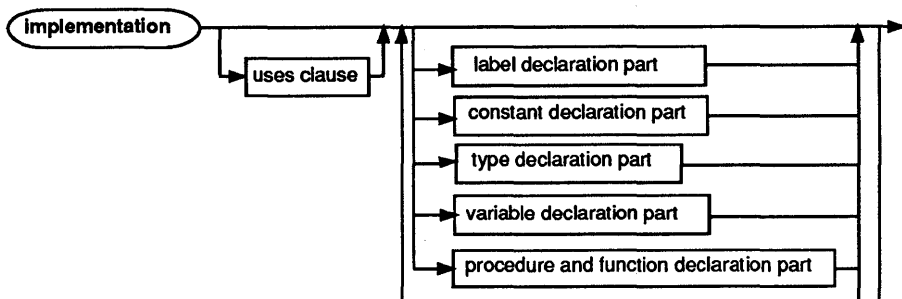 implementation
uses clause
label declaration part
constant declaration part
type declaration part
variable declaration part
procedure and function declaration part